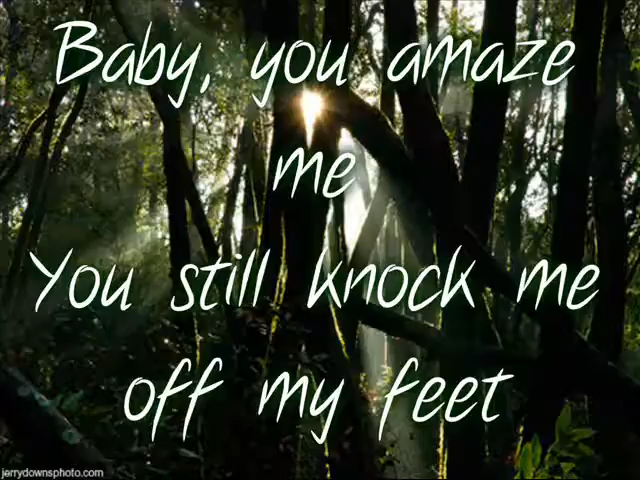 Baby, you amaze
me
You still knock me
off my feet
jerrydownsphoto.com